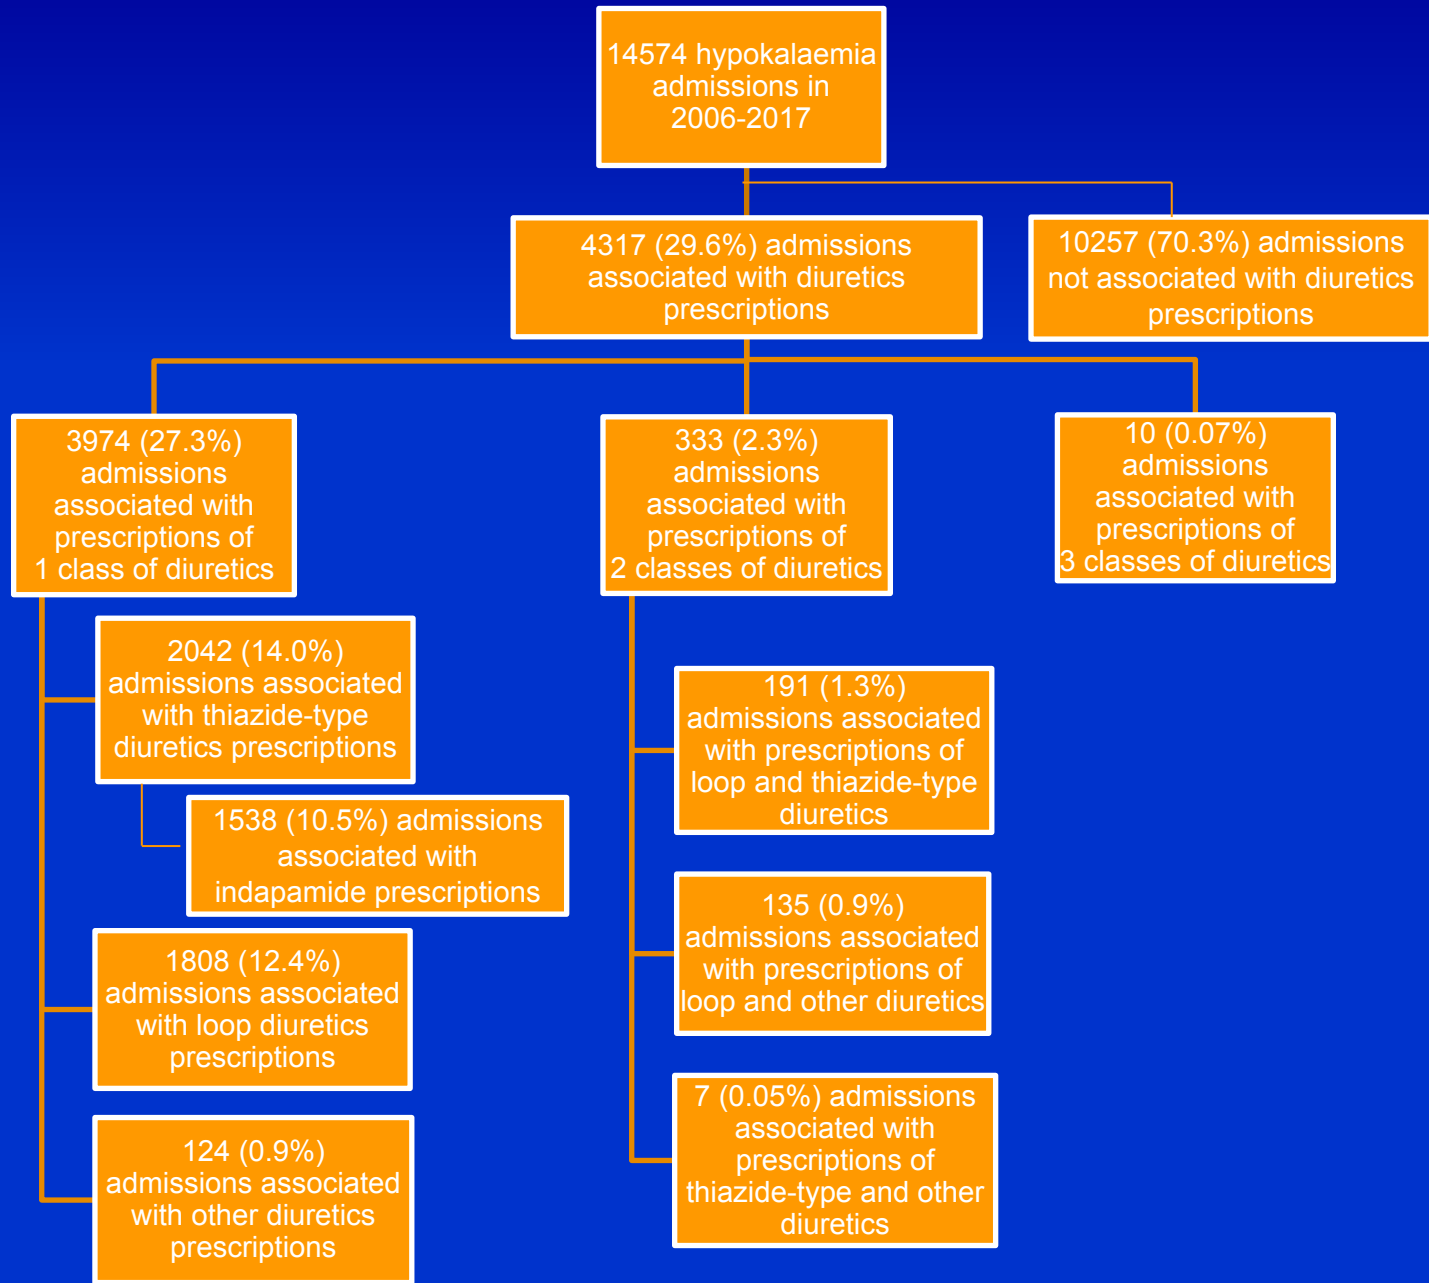 14574 hypokalaemia
admissions in
2006-2017
4317 (29.6%) admissions
associated with diuretics
prescriptions
10257 (70.3%) admissions
not associated with diuretics
prescriptions
3974 (27.3%)
admissions
associated with
prescriptions of
1 class of diuretics
333 (2.3%)
admissions
associated with
prescriptions of
2 classes of diuretics
10 (0.07%)
admissions
associated with
prescriptions of
3 classes of diuretics
2042 (14.0%)
admissions associated
with thiazide-type
diuretics prescriptions
1538 (10.5%) admissions
associated with
indapamide prescriptions
1808 (12.4%)
admissions associated
with loop diuretics
prescriptions
124 (0.9%)
admissions associated
with other diuretics
prescriptions
191 (1.3%)
admissions associated
with prescriptions of
loop and thiazide-type
diuretics
135 (0.9%)
admissions associated
with prescriptions of
loop and other diuretics
7 (0.05%) admissions
associated with
prescriptions of
thiazide-type and other
diuretics